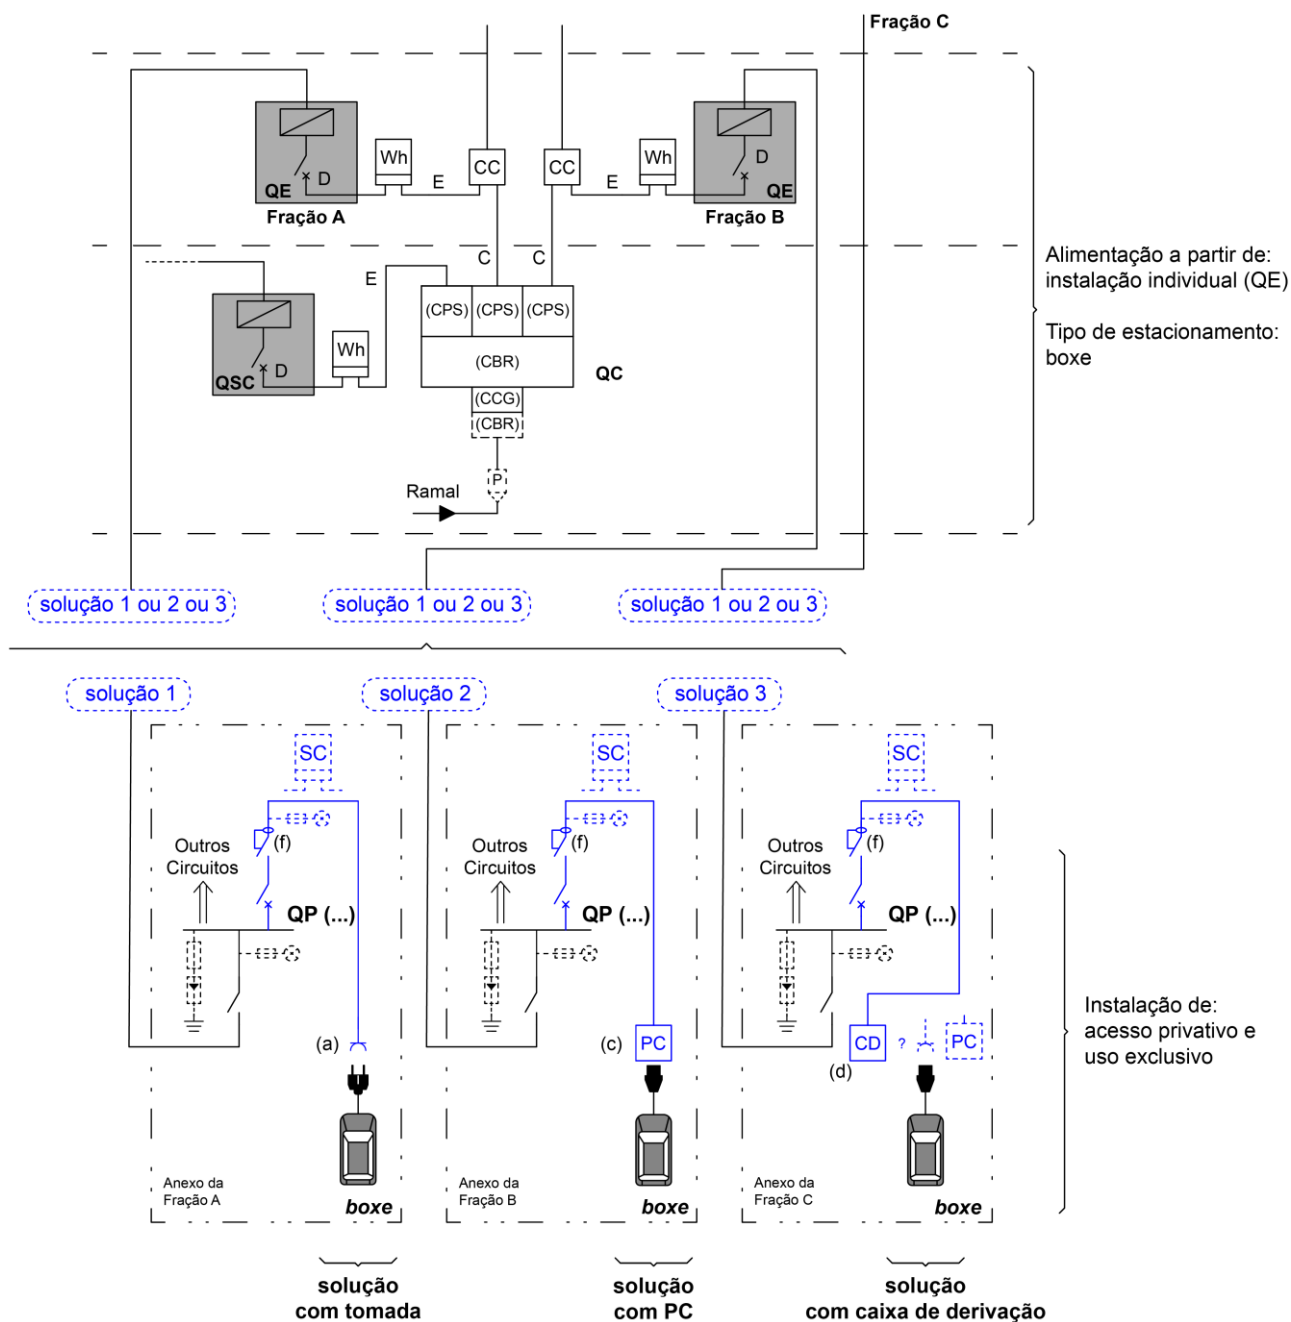 Fração C
Wh
CC
CC
Wh
D
E
E
D
QE
QE
Fração A
Fração B
Alimentação a partir de:
instalação individual (QE)
Tipo de estacionamento:
boxe
E
C
C
(CPS)
(CPS)
(CPS)
Wh
(CBR)
QC
D
QSC
(CCG)
(CBR)
P
Ramal
solução 1 ou 2 ou 3
solução 1 ou 2 ou 3
solução 1 ou 2 ou 3
solução 1
solução 2
solução 3
SC
SC
SC
(f)
(f)
(f)
Outros
Circuitos
Outros
Circuitos
Outros
Circuitos
QP (...)
QP (...)
QP (...)
Instalação de:
acesso privativo e
uso exclusivo
(a)
(c)
PC
(d)
CD
?
PC
Anexo da
Fração A
boxe
Anexo da
Fração B
boxe
Anexo da
Fração C
boxe
solução
com tomada
solução
com PC
solução
com caixa de derivação